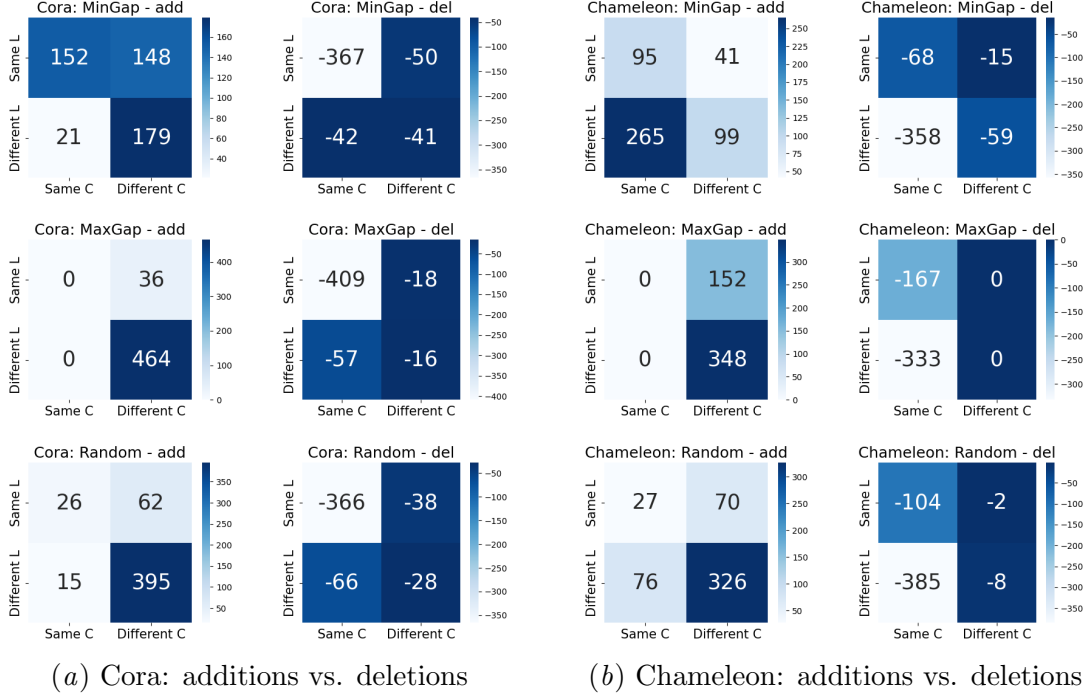 Cora: MinGap - add
Same L
Different L
152 148
21 179
Same C Different C
160
140
120
100
80
60
40
Cora: MinGap - del
Same L
Different L
-367 -50
-42 -41
Same C Different C
-50
-100
-150
-200
-250
-300
-350
Chameleon: MinGap - add
Same L
Different L
95 41
265 99
Same C Different C
250
225
200
175
150
125
100
75
50
Chameleon: MinGap - del
Same L
Different L
-68 -15
-358 -59
Same C Different C
-50
-100
-150
-200
-250
-300
-350
Cora: MaxGap - add
Same L
Different L
0 36
0 464
Same C Different C
400
300
200
100
0
Cora: MaxGap - del
Same L
Different L
-409 -18
-57 -16
Same C Different C
-50
-100
-150
-200
-250
-300
-350
-400
Chameleon: MaxGap - add
Same L
Different L
0 152
0 348
Same C Different C
300
250
200
150
100
50
0
Chameleon: MaxGap - del
Same L
Different L
-167 0
-333 0
Same C Different C
0
-50
-100
-150
-200
-250
-300
Cora: Random - add
Same L
Different L
26 62
15 395
Same C Different C
350
300
250
200
150
100
50
Cora: Random - del
Same L
Different L
-366 -38
-66 -28
Same C Different C
-50
-100
-150
-200
-250
-300
-350
Chameleon: Random - add
Same L
Different L
27 70
76 326
Same C Different C
300
250
200
150
100
50
Chameleon: Random - del
Same L
Different L
-104 -2
-385 -8
Same C Different C
-50
-100
-150
-200
-250
-300
-350
(a) Cora: additions vs. deletions
(b) Chameleon: additions vs. deletions